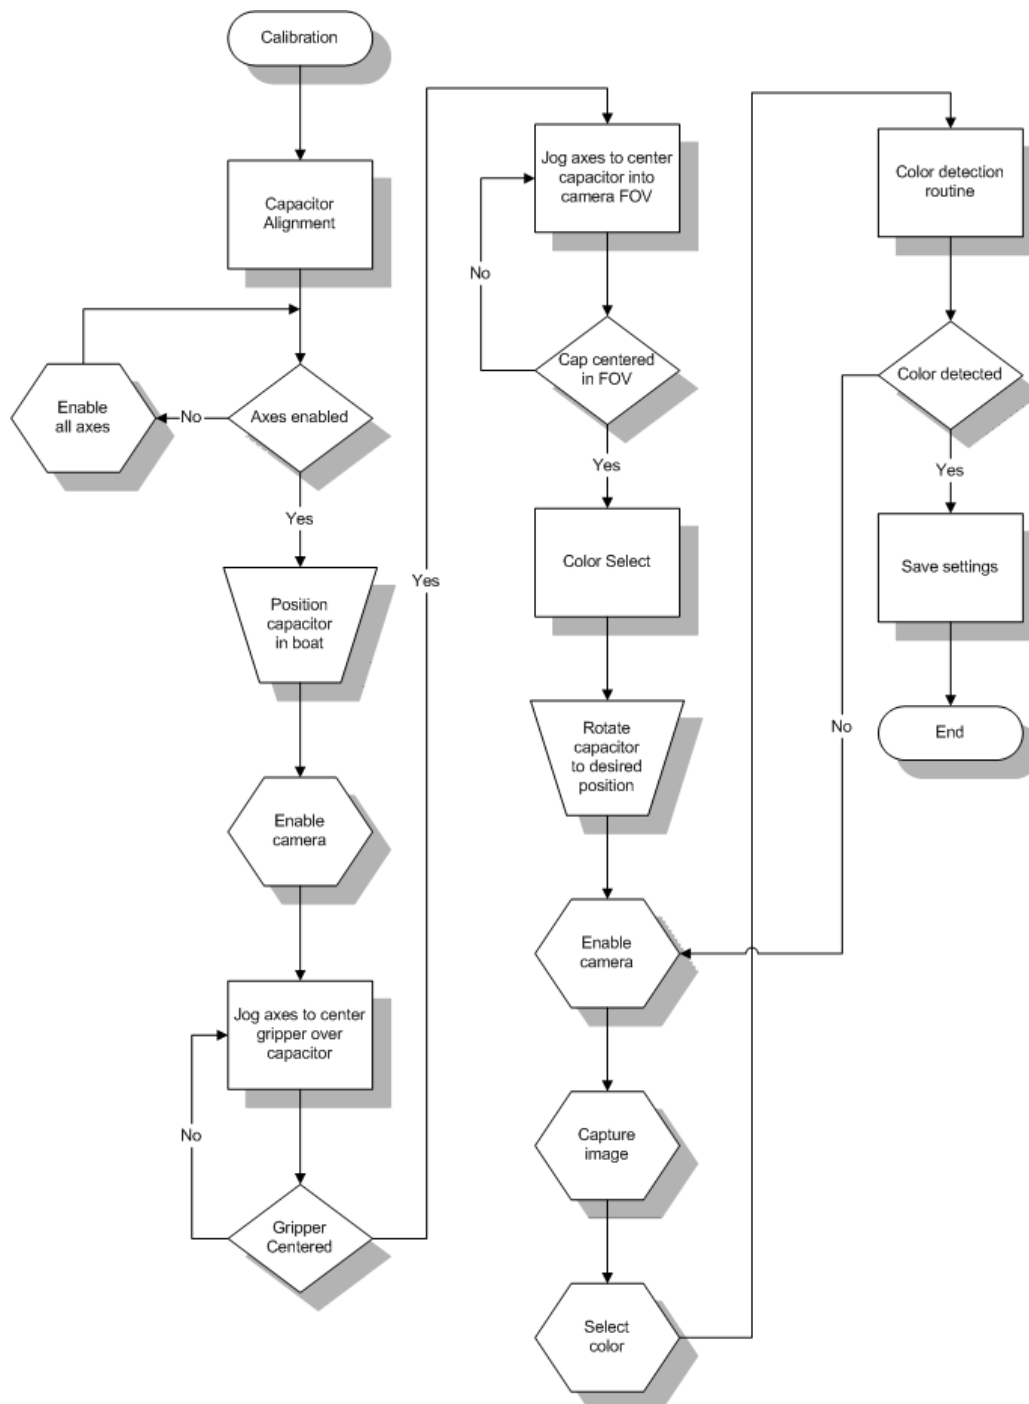 Calibration
Capacitor
Alignment
Enable
all axes
No
Axes enabled
Yes
Position
capacitor
in boat
Enable
camera
Jog axes to center
gripper over
capacitor
No
Gripper
Centered
Yes
Jog axes to center
capacitor into
camera FOV
No
Cap centered
in FOV
Yes
Color Select
Rotate
capacitor
to desired
position
Enable
camera
Capture
image
Select
color
Color detection
routine
Color detected
Yes
No
Save settings
End